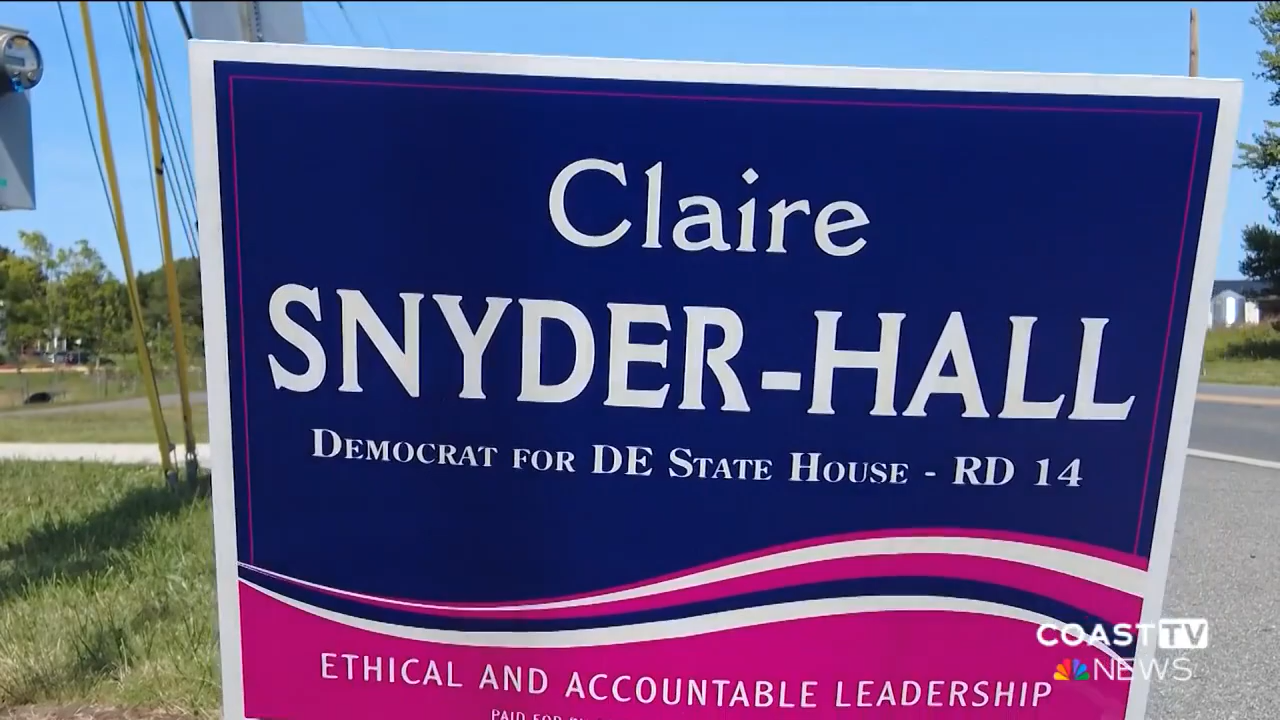 Claire
SNYDER-HALL
DEMOCRAT FOR DE STATE HOUSE - RD 14
ETHICAL AND ACCOUNTABLE LEADERSHIP
PAID FOR
COAST TV
NEWS